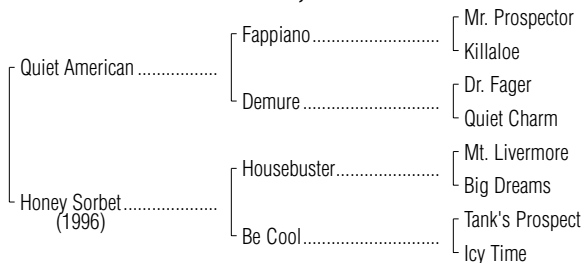 Mr. Prospector
Fappiano
Killaloe
Quiet American
Dr. Fager
Demure
Quiet Charm
Mt. Livermore
Housebuster
Big Dreams
Honey Sorbet
(1996)
Tank's Prospect
Be Cool
Icy Time